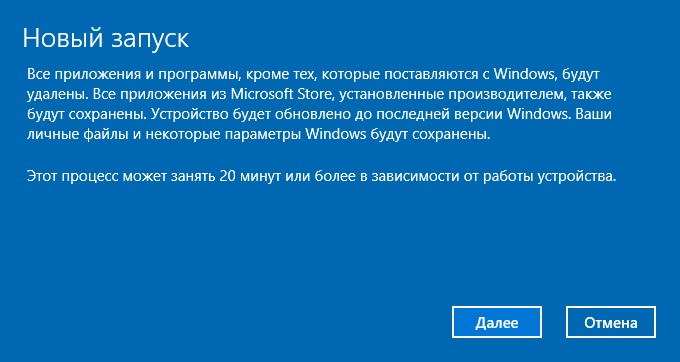 Новый запуск
Все приложения и программы, кроме тех, которые поставляются с Windows, будут
удалены. Все приложения из Microsoft Store, установленные производителем, также
будут сохранены. Устройство будет обновлено до последней версии Windows. Ваши
личные файлы и некоторые параметры Windows будут сохранены.
Этот процесс может занять 20 минут или более в зависимости от работы устройства.
Далее
Отмена